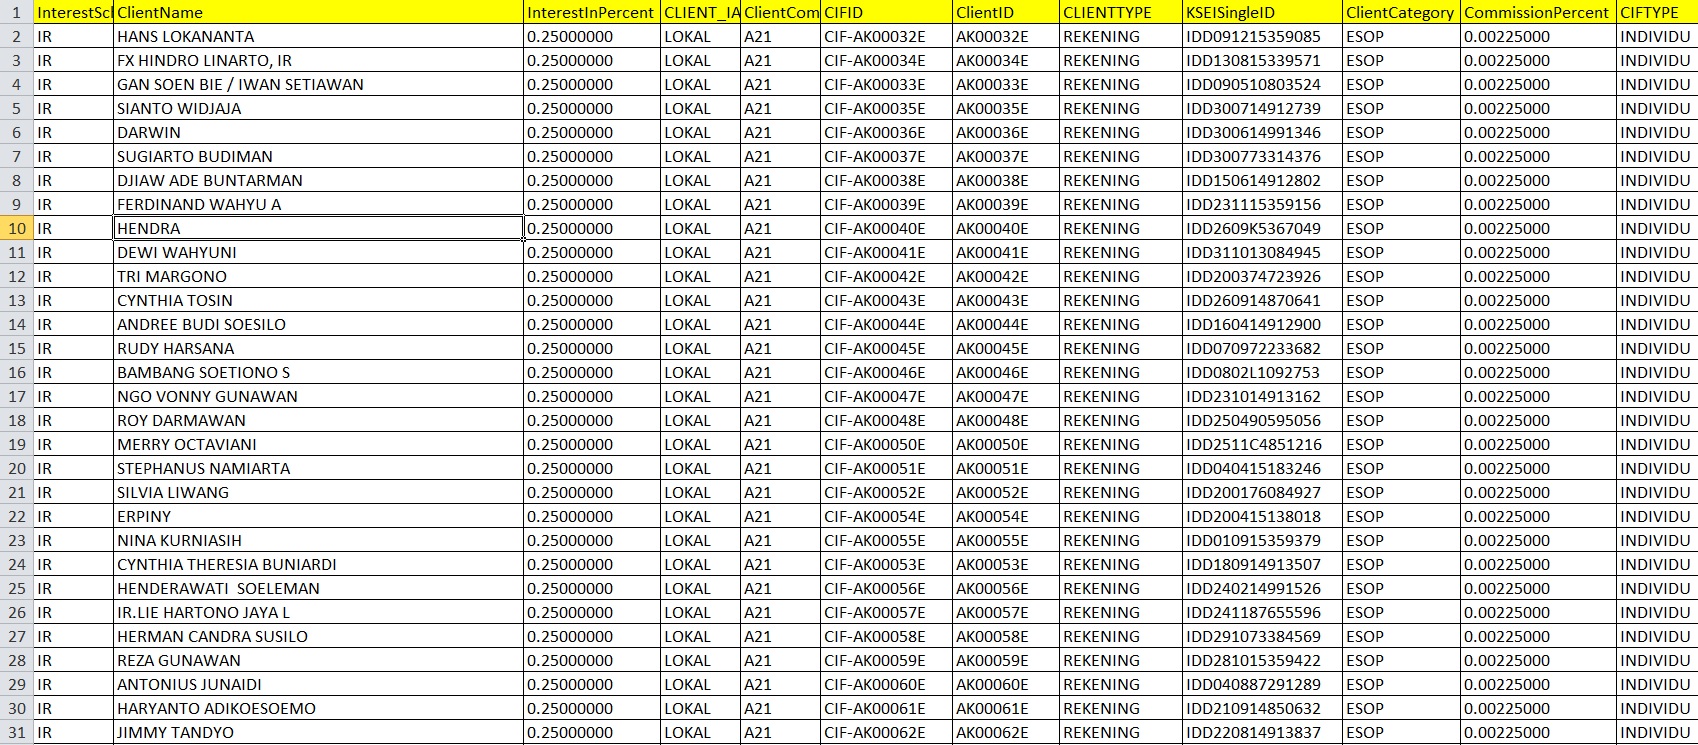 1 InterestScl ClientName InterestInPercent CLIENT_IA ClientCom CIFID ClientID CLIENTTYPE KSEISingleID ClientCategory CommissionPercent CIFTYPE
2 IR HANS LOKANANTA 0.25000000 LOKAL A21 CIF-AK00032E AK00032E REKENING IDD091215359085 ESOP 0.00225000 INDIVIDU
3 IR FX HINDRO LINARTO, IR 0.25000000 LOKAL A21 CIF-AK00034E AK00034E REKENING IDD130815339571 ESOP 0.00225000 INDIVIDU
4 IR GAN SOEN BIE / IWAN SETIAWAN 0.25000000 LOKAL A21 CIF-AK00033E AK00033E REKENING IDD090510803524 ESOP 0.00225000 INDIVIDU
5 IR SIANTO WIDJAJA 0.25000000 LOKAL A21 CIF-AK00035E AK00035E REKENING IDD300714912739 ESOP 0.00225000 INDIVIDU
6 IR DARWIN 0.25000000 LOKAL A21 CIF-AK00036E AK00036E REKENING IDD300614991346 ESOP 0.00225000 INDIVIDU
7 IR SUGIARTO BUDIMAN 0.25000000 LOKAL A21 CIF-AK00037E AK00037E REKENING IDD300773314376 ESOP 0.00225000 INDIVIDU
8 IR DJIAW ADE BUNTARMAN 0.25000000 LOKAL A21 CIF-AK00038E AK00038E REKENING IDD150614912802 ESOP 0.00225000 INDIVIDU
9 IR FERDINAND WAHYU A 0.25000000 LOKAL A21 CIF-AK00039E AK00039E REKENING IDD231115359156 ESOP 0.00225000 INDIVIDU
10 IR HENDRA 0.25000000 LOKAL A21 CIF-AK00040E AK00040E REKENING IDD2609K5367049 ESOP 0.00225000 INDIVIDU
11 IR DEWI WAHYUNI 0.25000000 LOKAL A21 CIF-AK00041E AK00041E REKENING IDD311013084945 ESOP 0.00225000 INDIVIDU
12 IR TRI MARGONO 0.25000000 LOKAL A21 CIF-AK00042E AK00042E REKENING IDD200374723926 ESOP 0.00225000 INDIVIDU
13 IR CYNTHIA TOSIN 0.25000000 LOKAL A21 CIF-AK00043E AK00043E REKENING IDD260914870641 ESOP 0.00225000 INDIVIDU
14 IR ANDREE BUDI SOESILO 0.25000000 LOKAL A21 CIF-AK00044E AK00044E REKENING IDD160414912900 ESOP 0.00225000 INDIVIDU
15 IR RUDY HARSANA 0.25000000 LOKAL A21 CIF-AK00045E AK00045E REKENING IDD070972233682 ESOP 0.00225000 INDIVIDU
16 IR BAMBANG SOETIONO S 0.25000000 LOKAL A21 CIF-AK00046E AK00046E REKENING IDD0802L1092753 ESOP 0.00225000 INDIVIDU
17 IR NGO VONNY GUNAWAN 0.25000000 LOKAL A21 CIF-AK00047E AK00047E REKENING IDD231014913162 ESOP 0.00225000 INDIVIDU
18 IR ROY DARMAWAN 0.25000000 LOKAL A21 CIF-AK00048E AK00048E REKENING IDD250490595056 ESOP 0.00225000 INDIVIDU
19 IR MERRY OCTAVIANI 0.25000000 LOKAL A21 CIF-AK00050E AK00050E REKENING IDD2511C4851216 ESOP 0.00225000 INDIVIDU
20 IR STEPHANUS NAMIARTA 0.25000000 LOKAL A21 CIF-AK00051E AK00051E REKENING IDD040415183246 ESOP 0.00225000 INDIVIDU
21 IR SILVIA LIWANG 0.25000000 LOKAL A21 CIF-AK00052E AK00052E REKENING IDD200176084927 ESOP 0.00225000 INDIVIDU
22 IR ERPINY 0.25000000 LOKAL A21 CIF-AK00054E AK00054E REKENING IDD200415138018 ESOP 0.00225000 INDIVIDU
23 IR NINA KURNIASIH 0.25000000 LOKAL A21 CIF-AK00055E AK00055E REKENING IDD010915359379 ESOP 0.00225000 INDIVIDU
24 IR CYNTHIA THERESIA BUNIARDI 0.25000000 LOKAL A21 CIF-AK00053E AK00053E REKENING IDD180914913507 ESOP 0.00225000 INDIVIDU
25 IR HENDERAWATI  SOELEMAN 0.25000000 LOKAL A21 CIF-AK00056E AK00056E REKENING IDD240214991526 ESOP 0.00225000 INDIVIDU
26 IR IR.LIE HARTONO JAYA L 0.25000000 LOKAL A21 CIF-AK00057E AK00057E REKENING IDD241187655596 ESOP 0.00225000 INDIVIDU
27 IR HERMAN CANDRA SUSILO 0.25000000 LOKAL A21 CIF-AK00058E AK00058E REKENING IDD291073384569 ESOP 0.00225000 INDIVIDU
28 IR REZA GUNAWAN 0.25000000 LOKAL A21 CIF-AK00059E AK00059E REKENING IDD281015359422 ESOP 0.00225000 INDIVIDU
29 IR ANTONIUS JUNAIDI 0.25000000 LOKAL A21 CIF-AK00060E AK00060E REKENING IDD040887291289 ESOP 0.00225000 INDIVIDU
30 IR HARYANTO ADIKOESOEMO 0.25000000 LOKAL A21 CIF-AK00061E AK00061E REKENING IDD210914850632 ESOP 0.00225000 INDIVIDU
31 IR JIMMY TANDYO 0.25000000 LOKAL A21 CIF-AK00062E AK00062E REKENING IDD220814913837 ESOP 0.00225000 INDIVIDU